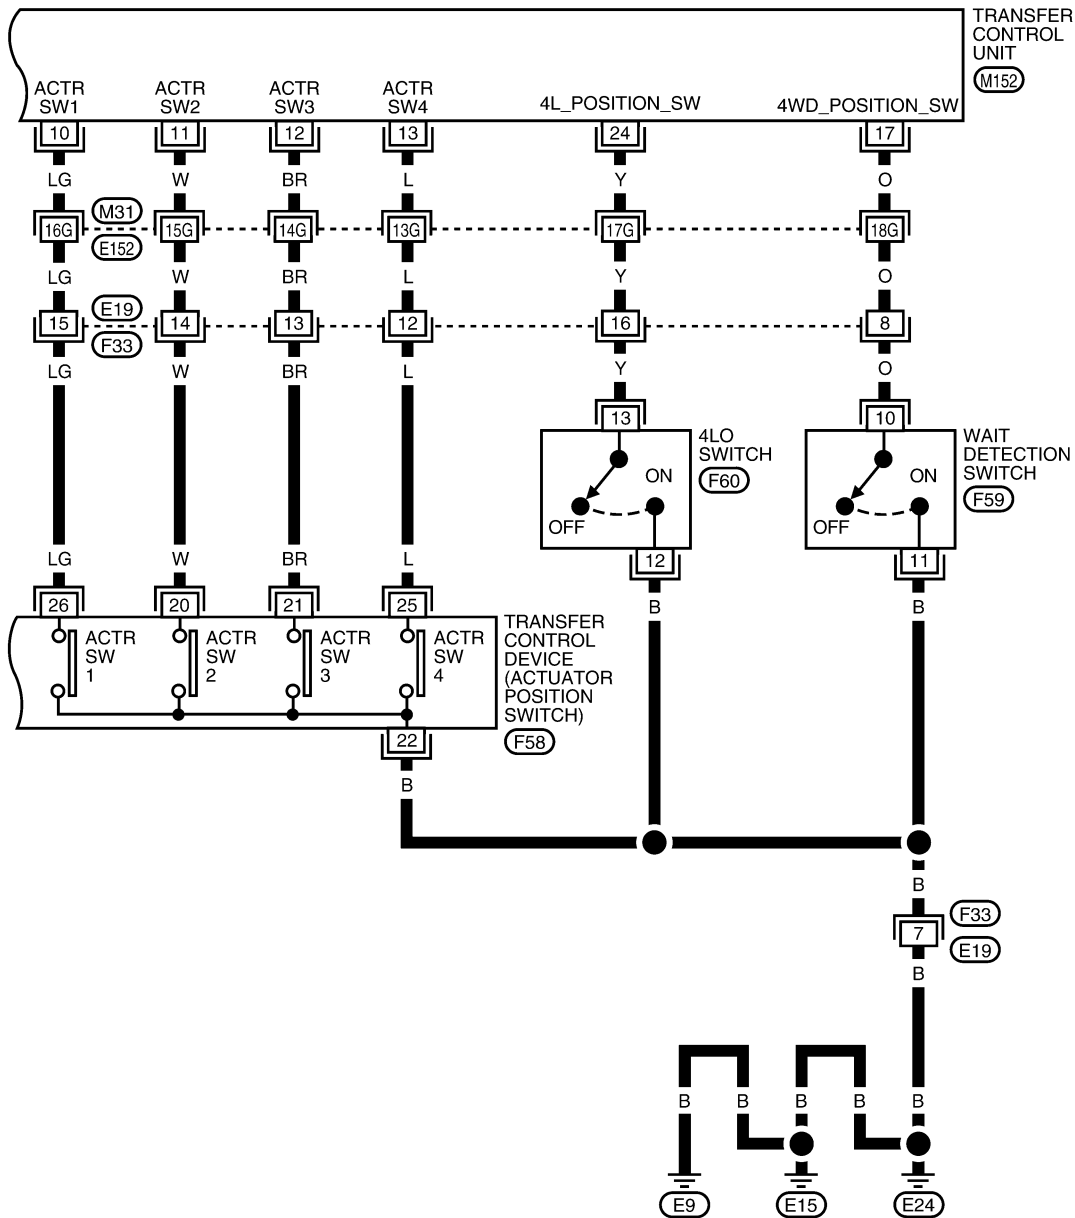 TRANSFER
CONTROL
UNIT
M152
ACTR
SW1
ACTR
SW2
ACTR
SW3
ACTR
SW4
4L_POSITION_SW
4WD_POSITION_SW
10 11 12 13 24 17
LG W BR L Y O
M31
16G 15G 14G 13G 17G 18G
E152
LG W BR L Y O
E19
15 14 13 12 16 8
F33
LG W BR L Y O
13 10
4LO
SWITCH
F60
ON
OFF
12
WAIT
DETECTION
SWITCH
F59
ON
OFF
11
LG W BR L B B
26 20 21 25
ACTR
SW
1
ACTR
SW
2
ACTR
SW
3
ACTR
SW
4
TRANSFER
CONTROL
DEVICE
(ACTUATOR
POSITION
SWITCH)
F58
22
B
B
F33
7
E19
B
B B B B B
E9 E15 E24